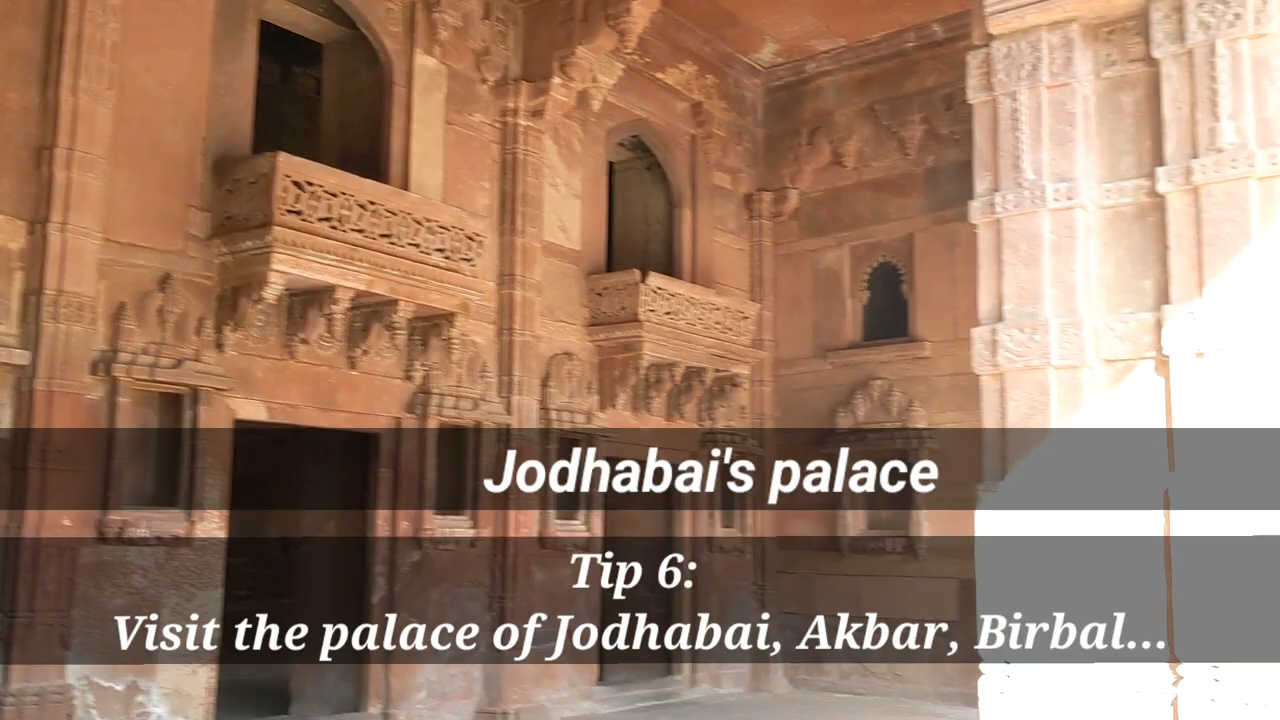 Jodhabai's palace
Tip 6:
Visit the palace of Jodhabai, Akbar, Birbal...